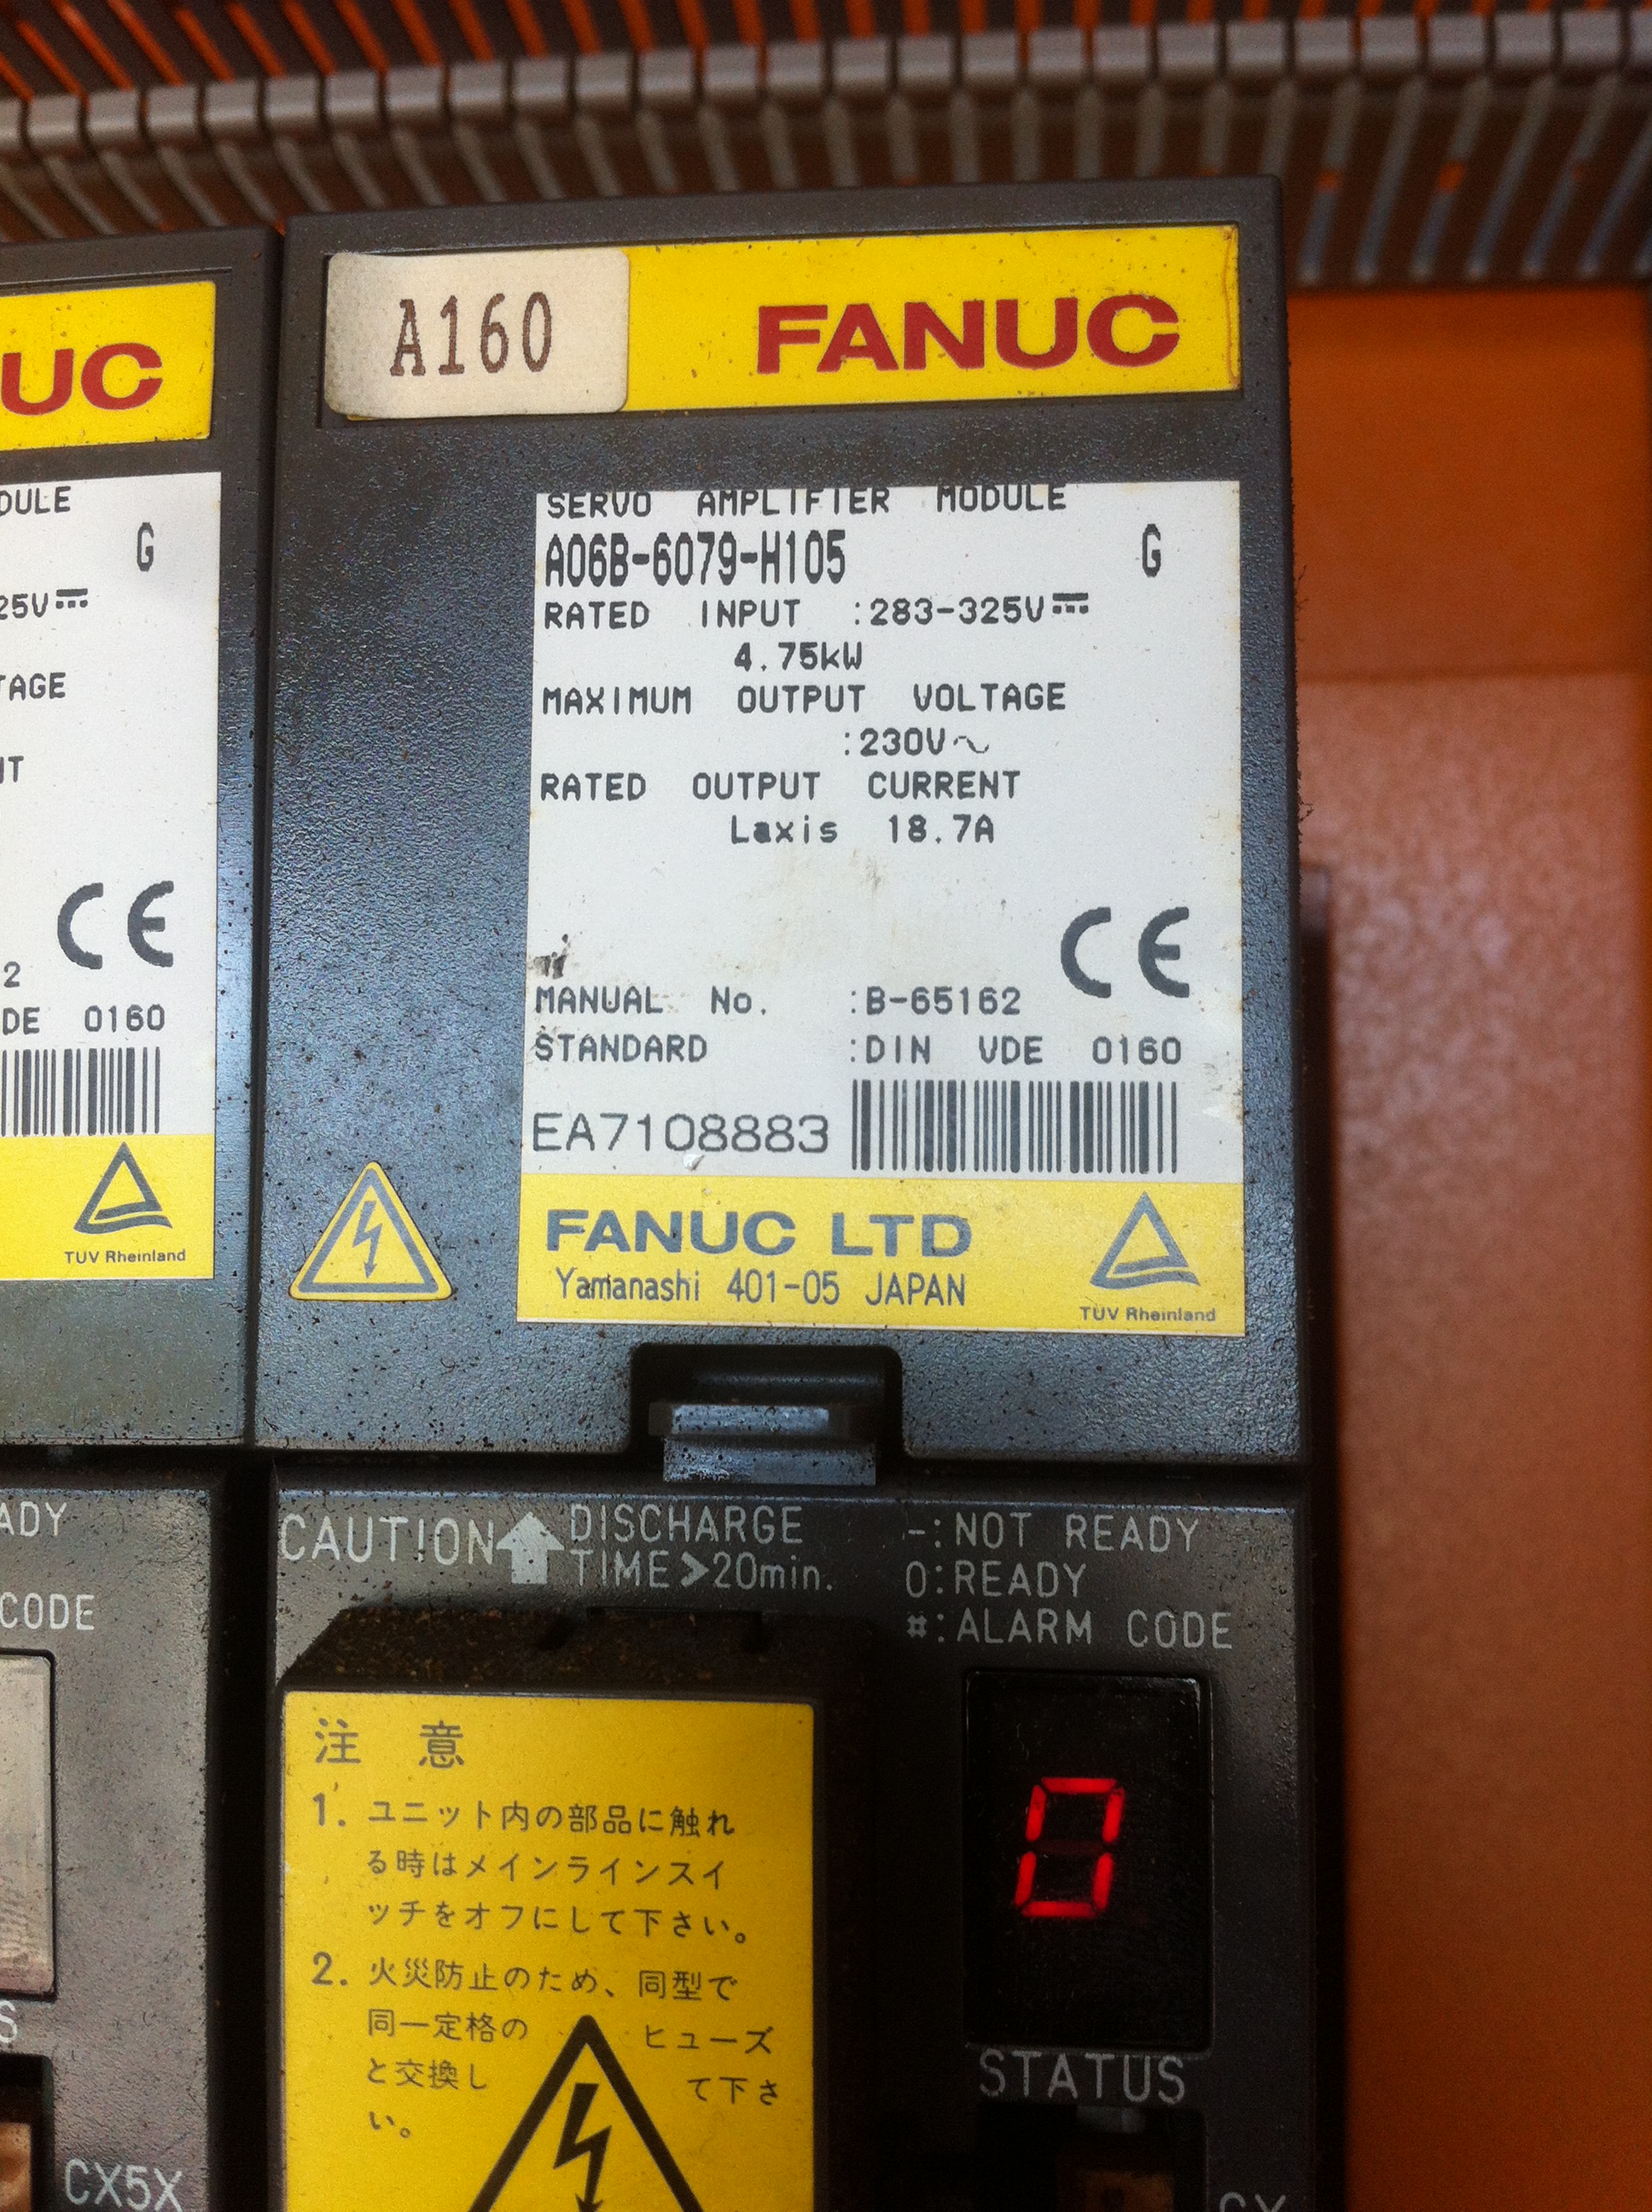 A160
FANUC
SERVO AMPLIFIER MODULE
A06B-6079-H105 G
RATED INPUT :283-325V⎓
4.75kW
MAXIMUM OUTPUT VOLTAGE
:230V~
RATED OUTPUT CURRENT
Laxis 18.7A
CE
MANUAL No. :B-65162
STANDARD :DIN VDE 0160
EA7108883
FANUC LTD
Yamanashi 401-05 JAPAN
TUV Rheinland
CAUTION DISCHARGE
TIME>20min.
-:NOT READY
0:READY
#:ALARM CODE
0
STATUS
注 意
1. ユニット内の部品に触れ
る時はメインラインスイ
ッチをオフにして下さい。
2. 火災防止のため、同型で
同一定格の ヒューズ
と交換し て下さ
い。
UC
DULE
G
25V⎓
TAGE
NT
CE
2
DE 0160
TUV Rheinland
ADY
CODE
S
CX5X
CX